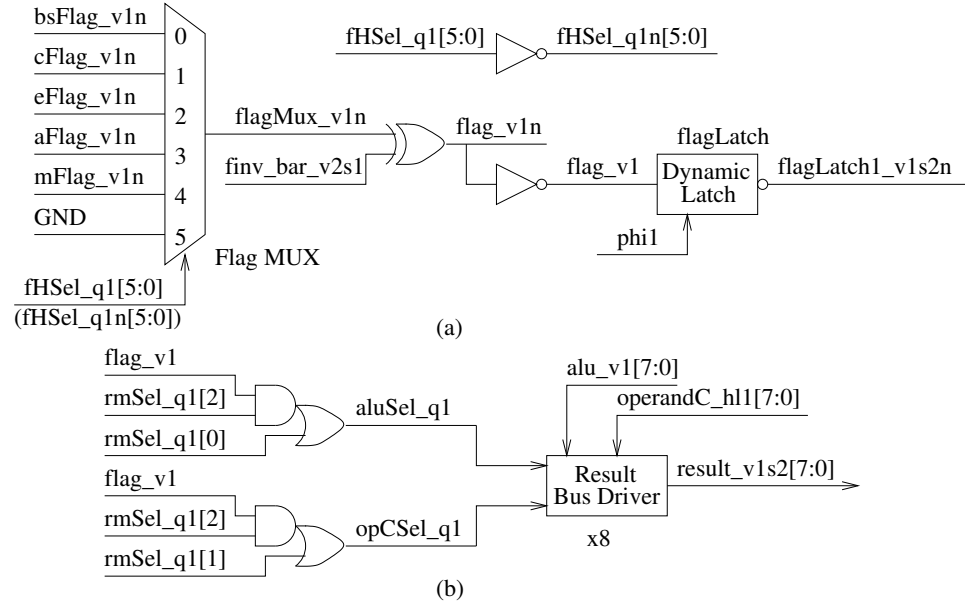 bsFlag_v1n
0
cFlag_v1n
1
eFlag_v1n
2
aFlag_v1n
3
mFlag_v1n
4
GND
5
Flag MUX
fHSel_q1[5:0]
(fHSel_q1n[5:0])
fHSel_q1[5:0]
fHSel_q1n[5:0]
flagMux_v1n
finv_bar_v2s1
flag_v1n
flag_v1
flagLatch
Dynamic
Latch
flagLatch1_v1s2n
phi1
(a)
flag_v1
rmSel_q1[2]
rmSel_q1[0]
aluSel_q1
flag_v1
rmSel_q1[2]
rmSel_q1[1]
opCSel_q1
alu_v1[7:0]
operandC_hl1[7:0]
Result
Bus Driver
result_v1s2[7:0]
x8
(b)